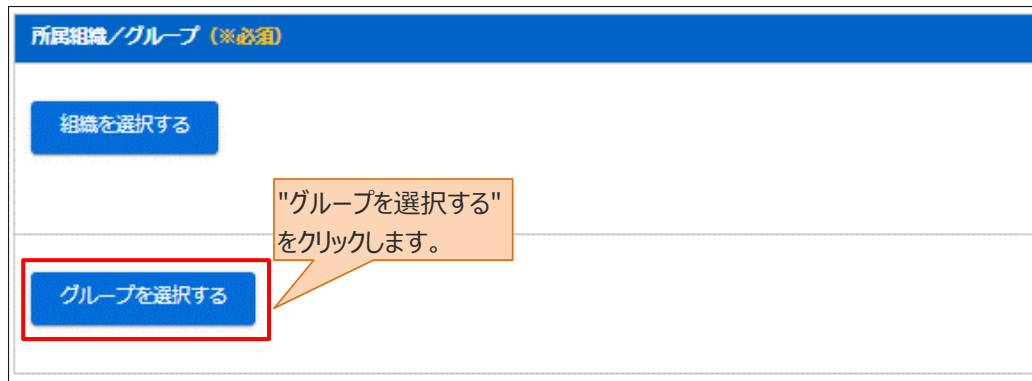 所属組織／グループ（※必須）
組織を選択する
"グループを選択する"
をクリックします。
グループを選択する